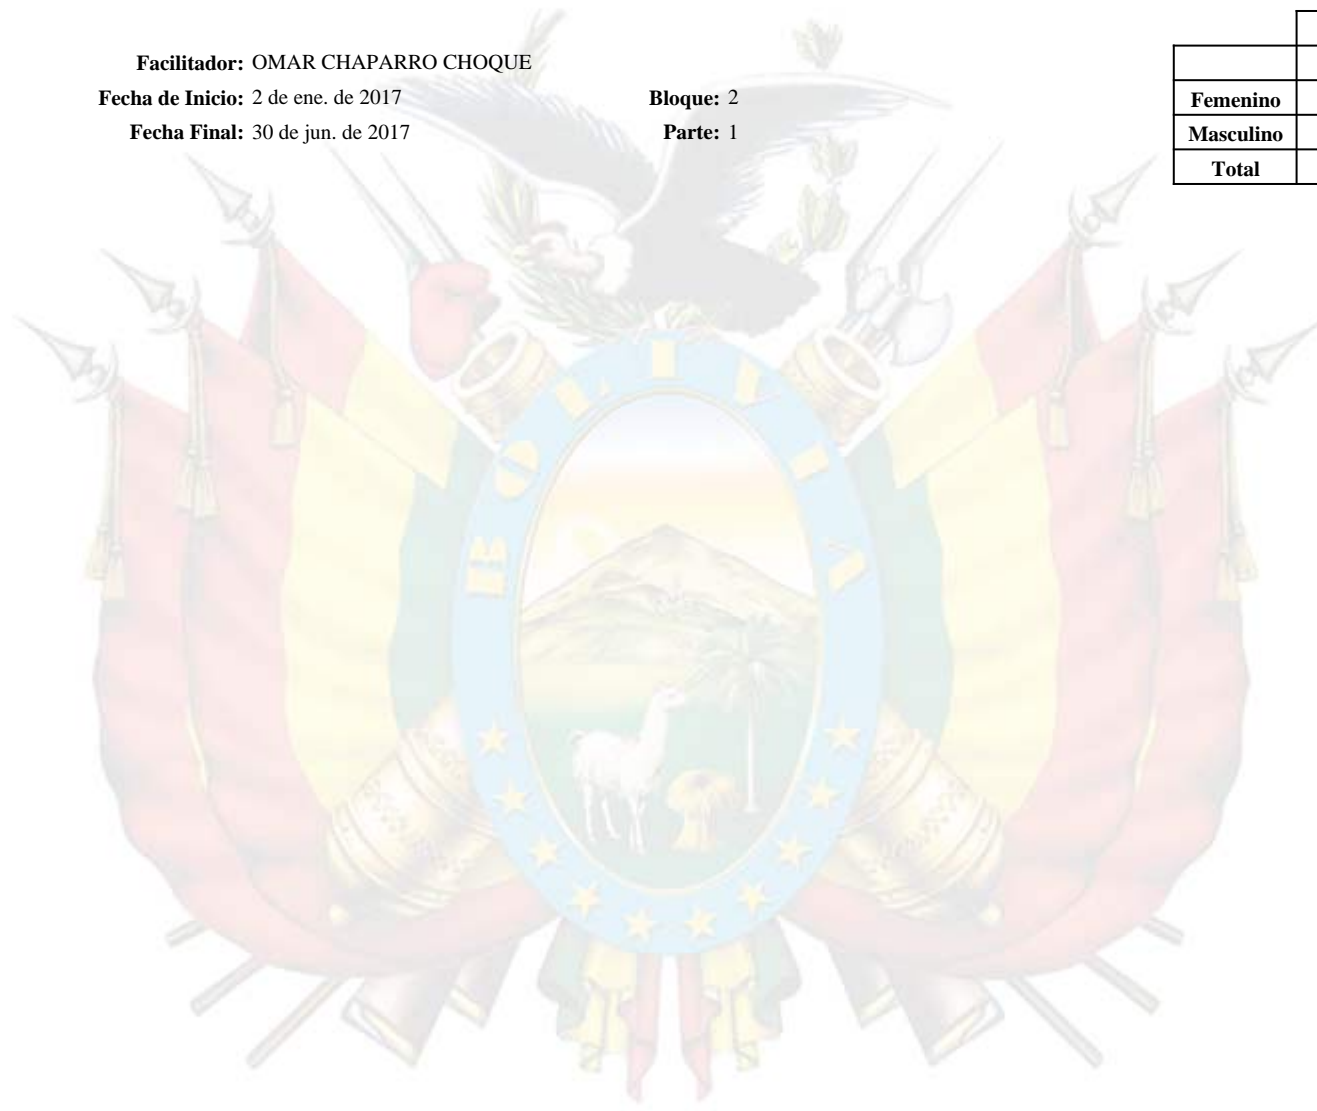 Facilitador: OMAR CHAPARRO CHOQUE
Fecha de Inicio: 2 de ene. de 2017 Bloque: 2
Fecha Final: 30 de jun. de 2017 Parte: 1
Femenino
Masculino
Total
BOLIVIA